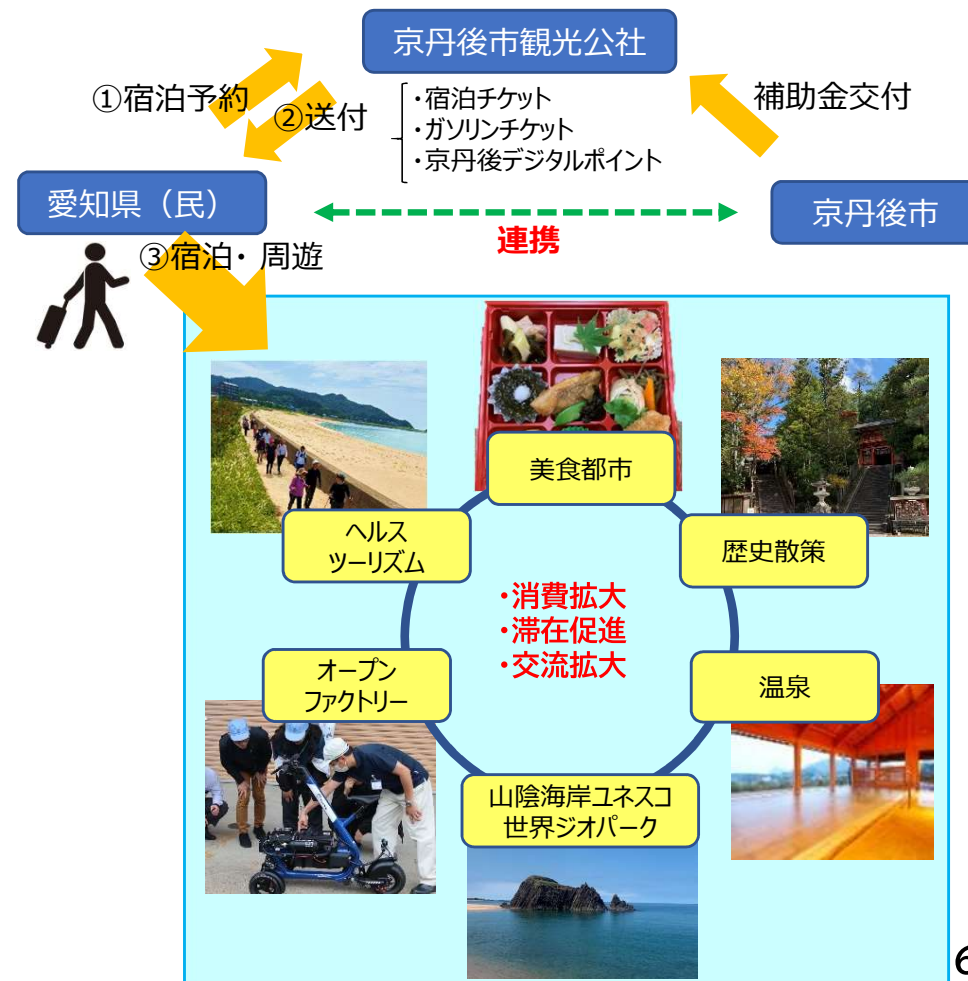 京丹後市観光公社
①宿泊予約
②送付
・宿泊チケット
・ガソリンチケット
・京丹後デジタルポイント
補助金交付
愛知県（民）
連携
京丹後市
③宿泊・周遊
美食都市
ヘルス
ツーリズム
歴史散策
・消費拡大
・滞在促進
・交流拡大
オープン
ファクトリー
温泉
山陰海岸ユネスコ
世界ジオパーク
6